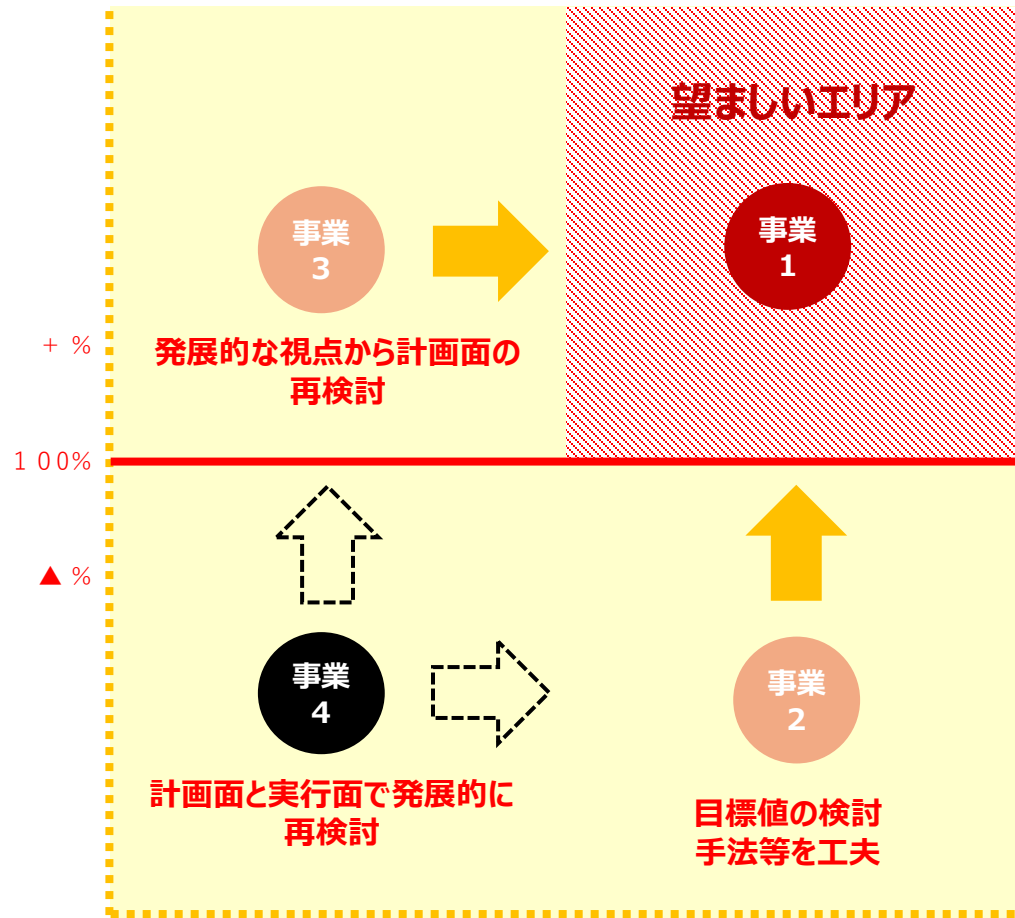 望ましいエリア
事業
3
事業
1
+ %
発展的な視点から計画面の
再検討
100%
▲ %
事業
4
事業
2
計画面と実行面で発展的に
再検討
目標値の検討
手法等を工夫